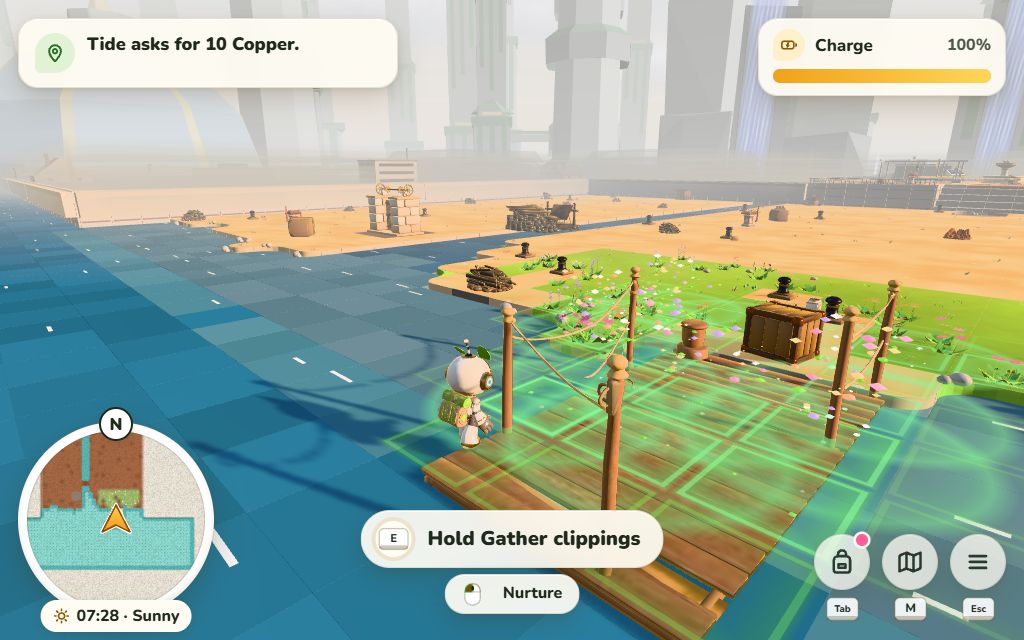 Tide asks for 10 Copper.
Charge 100%
N
E Hold Gather clippings
Nurture
07:28 · Sunny
Tab M Esc